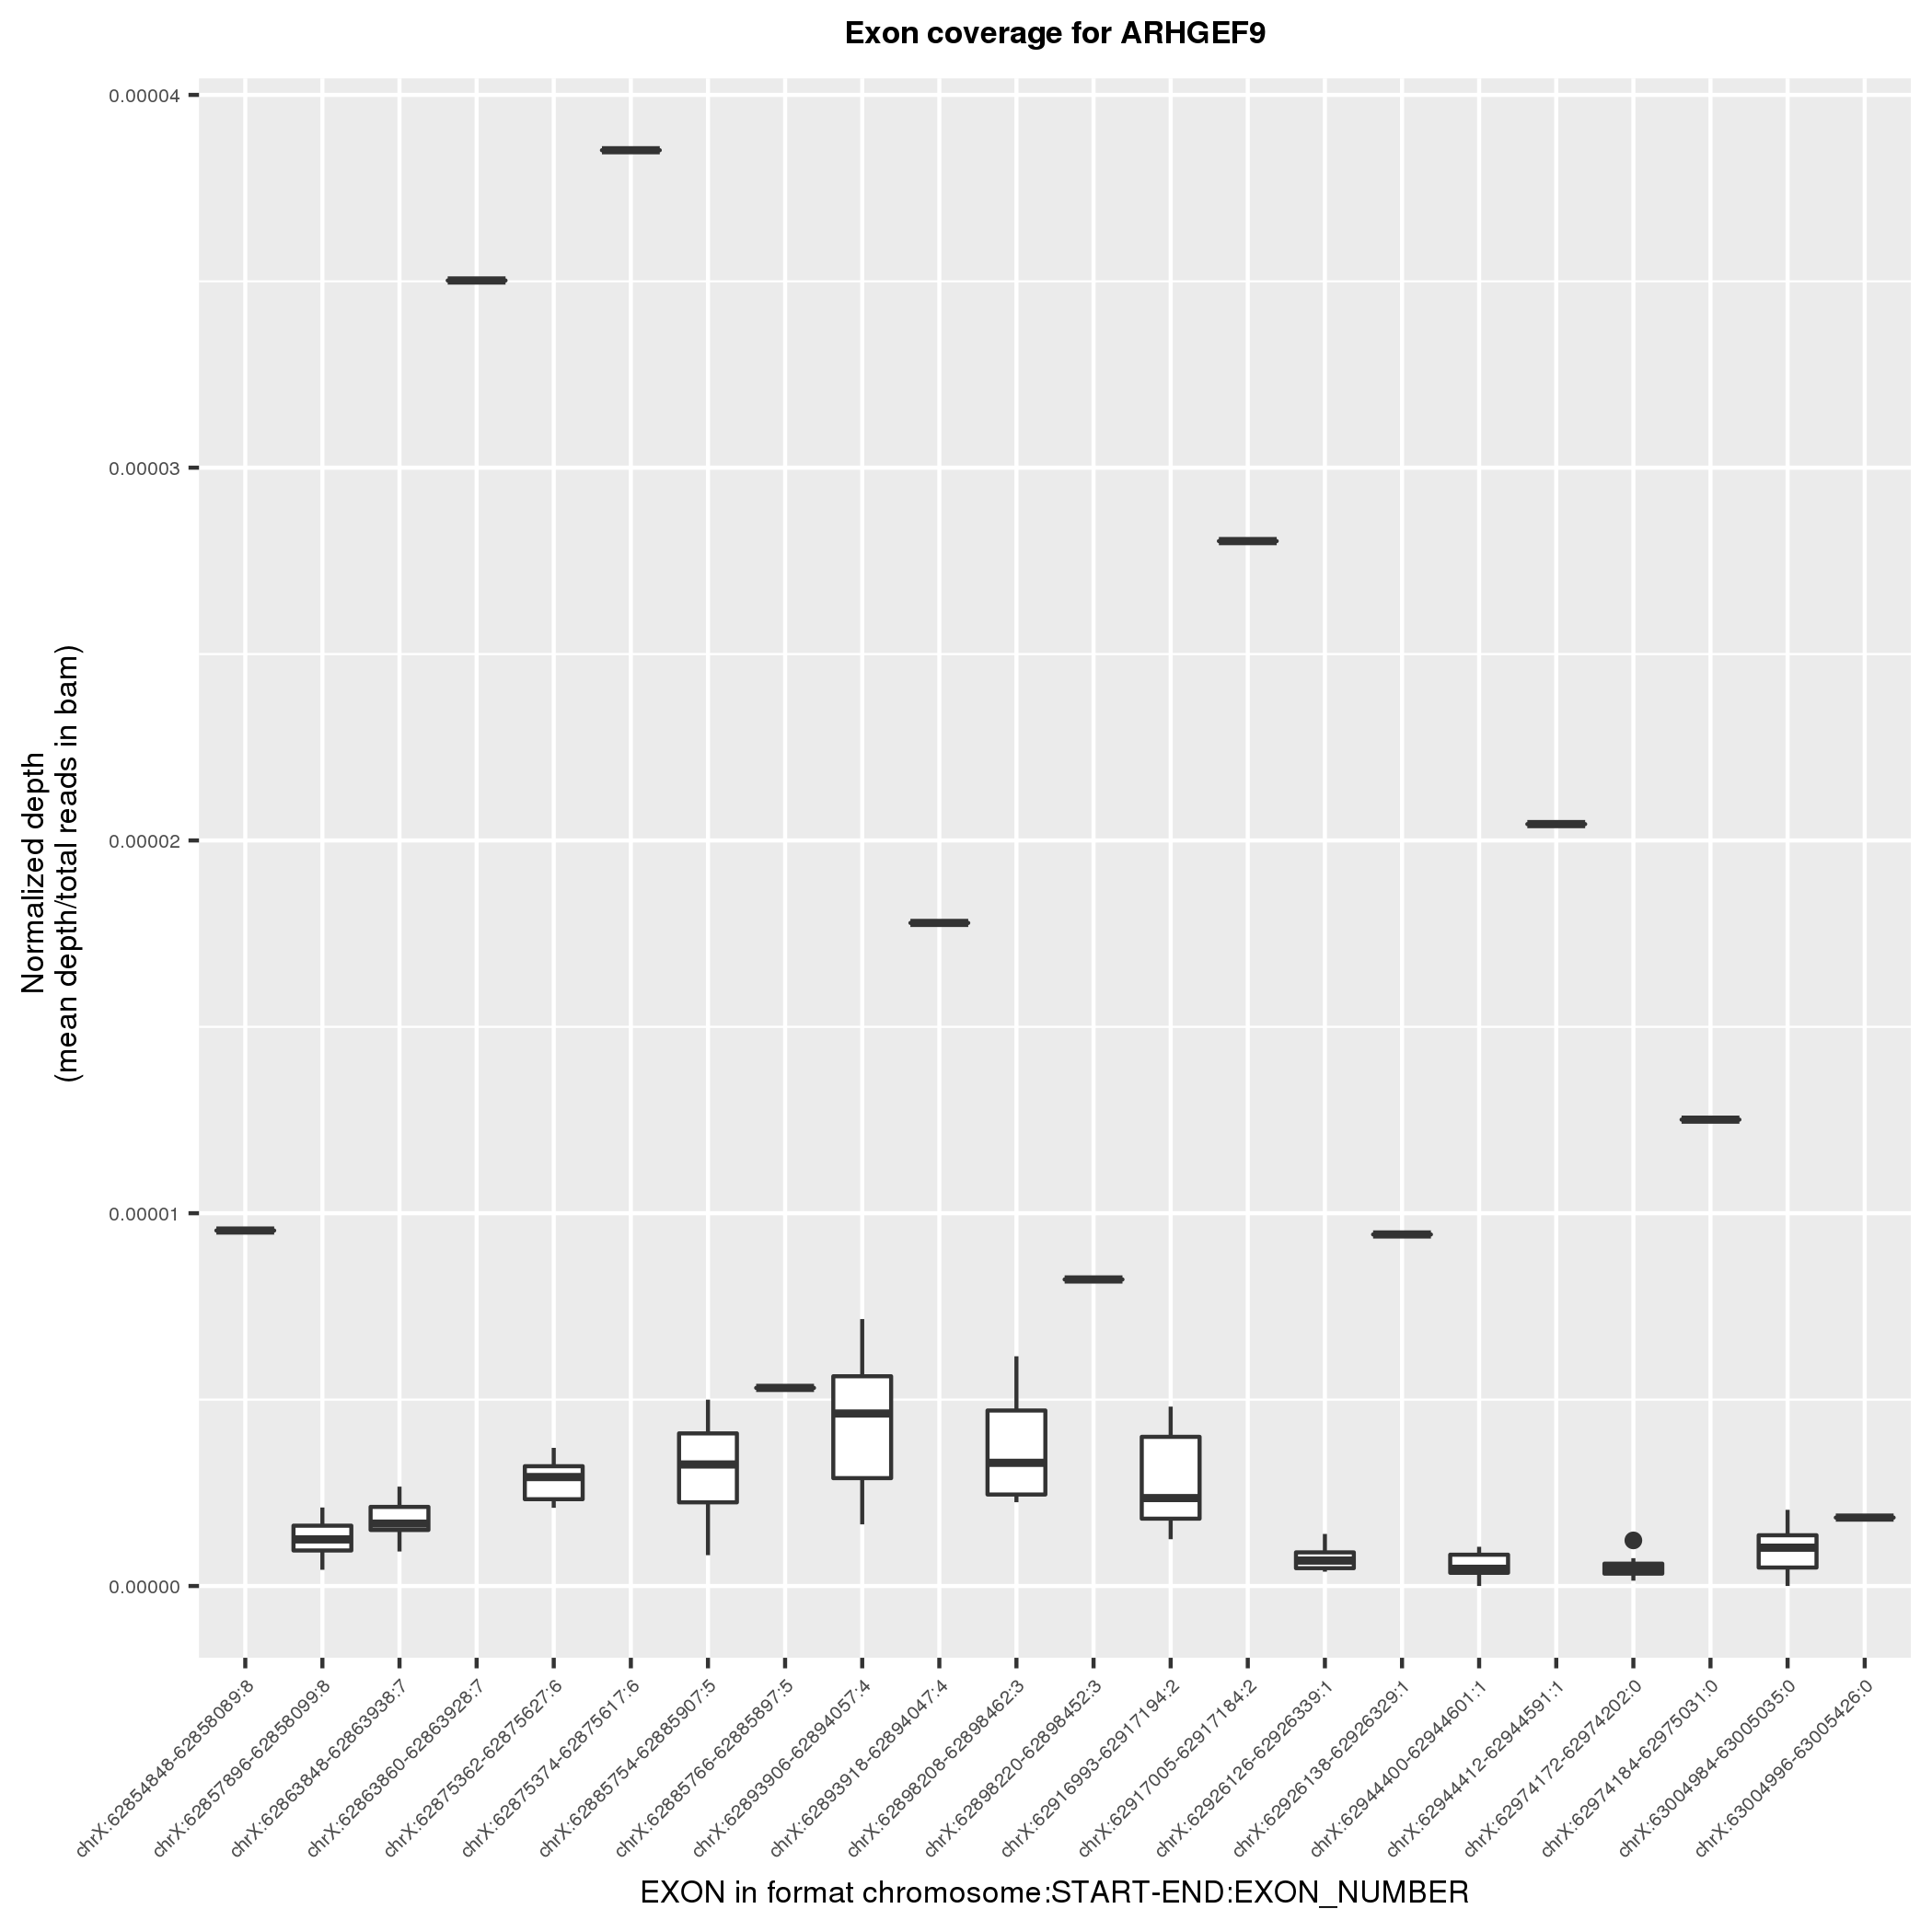 Exon coverage for ARHGEF9
Normalized depth
(mean depth/total reads in bam)
0.00004
0.00003
0.00002
0.00001
0.00000
chrX:62854848-62858089:8
chrX:62857896-62858099:8
chrX:62863848-62863938:7
chrX:62863860-62863928:7
chrX:62875362-62875627:6
chrX:62875374-62875617:6
chrX:62885754-62885907:5
chrX:62885766-62885897:5
chrX:62893906-62894057:4
chrX:62893918-62894047:4
chrX:62898208-62898462:3
chrX:62898220-62898452:3
chrX:62916993-62917194:2
chrX:62917005-62917184:2
chrX:62926126-62926339:1
chrX:62926138-62926329:1
chrX:62944400-62944601:1
chrX:62944412-62944591:1
chrX:62974172-62974202:0
chrX:62974184-62975031:0
chrX:63004984-63005035:0
chrX:63004996-63005426:0
EXON in format chromosome:START-END:EXON_NUMBER